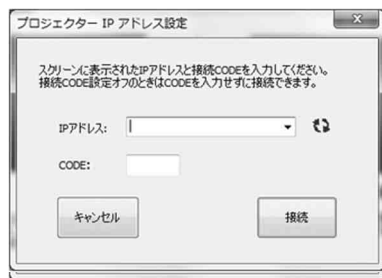 プロジェクター IP アドレス設定
スクリーンに表示されたIPアドレスと接続CODEを入力してください。
接続CODE設定オフのときはCODEを入力せずに接続できます。
IPアドレス:
CODE:
キャンセル
接続